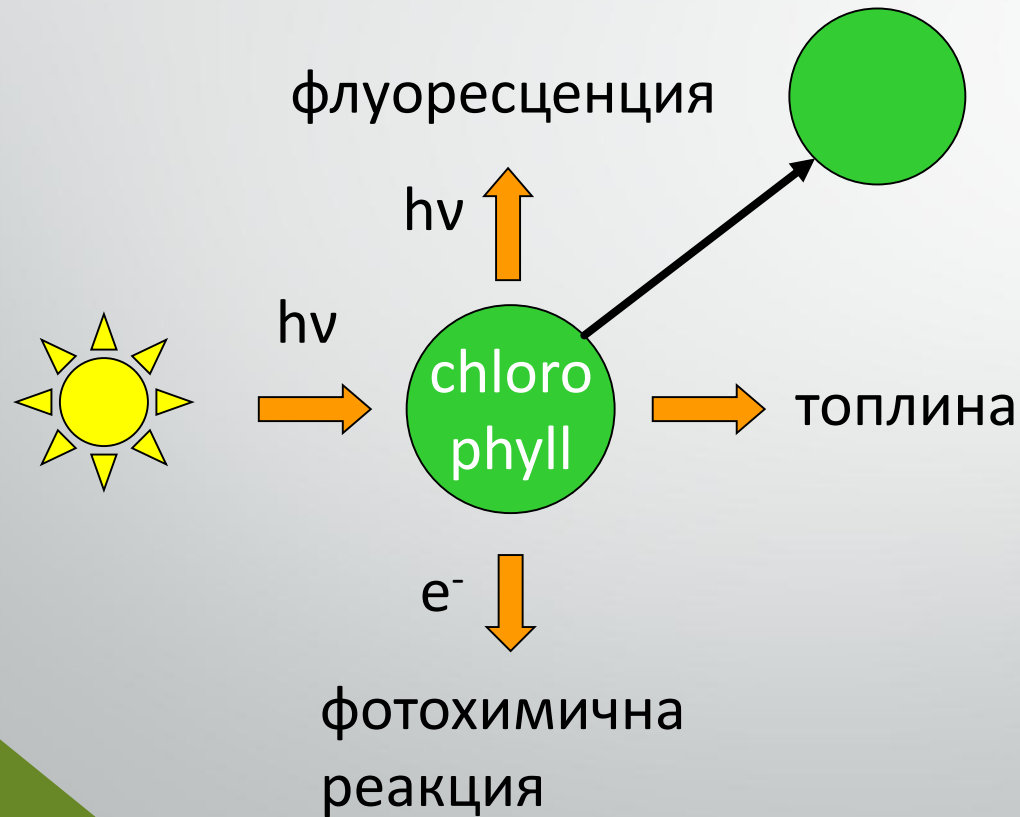 флуоресценция
hν
hν
chloro
phyll
топлина
e⁻
фотохимична
реакция